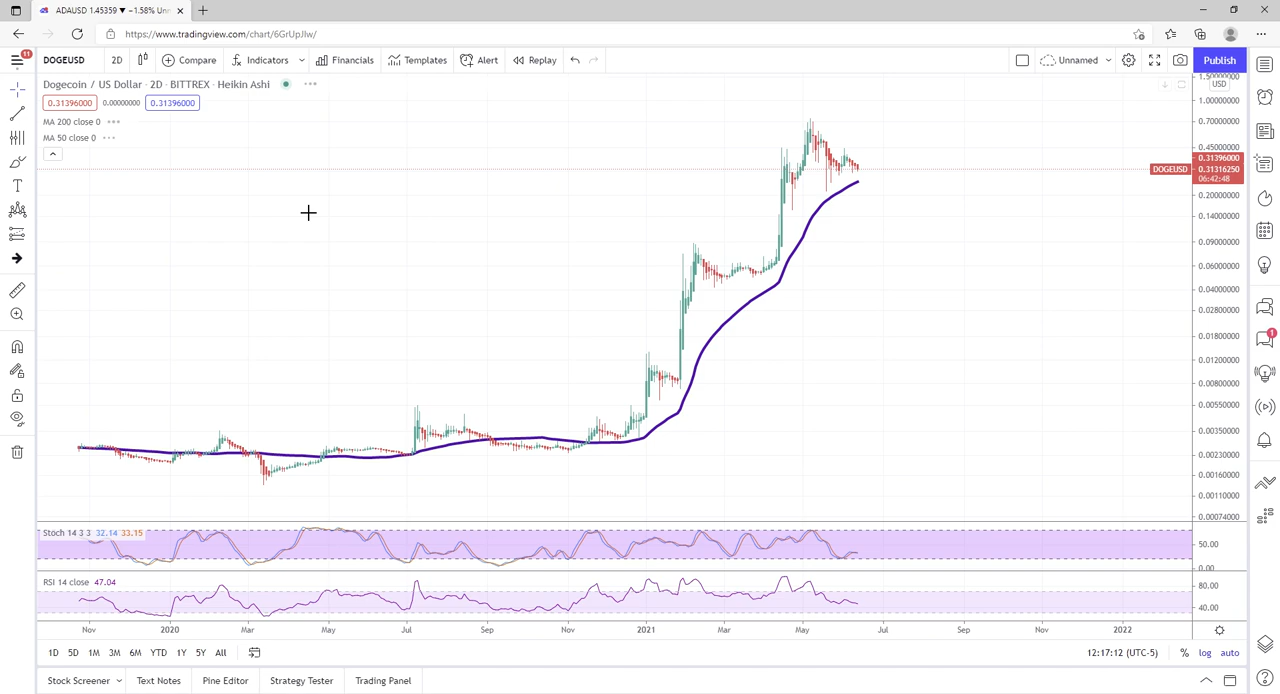 ADAUSD 1.45359 ▼ −1.58% Unn
https://www.tradingview.com/chart/6GrUpJIw/
11
DOGEUSD 2D Compare Indicators Financials Templates Alert Replay Unnamed Publish
Dogecoin / US Dollar · 2D · BITTREX · Heikin Ashi
0.31396000 0.00000000 0.31396000
MA 200 close 0
MA 50 close 0
1.50000000
USD
1.00000000
0.70000000
0.45000000
0.31396000
DOGEUSD 0.31316250
06:42:48
0.20000000
0.14000000
0.09000000
0.06000000
0.04000000
0.02800000
0.01800000
0.01200000
0.00800000
0.00550000
0.00350000
0.00230000
0.00160000
0.00110000
0.00074000
1
Stoch 14 3 3 32.14 33.15
50.00
0.00
RSI 14 close 47.04
80.00
40.00
Nov 2020 Mar May Jul Sep Nov 2021 Mar May Jul Sep Nov 2022
1D 5D 1M 3M 6M YTD 1Y 5Y All 12:17:12 (UTC-5) % log auto
Stock Screener Text Notes Pine Editor Strategy Tester Trading Panel